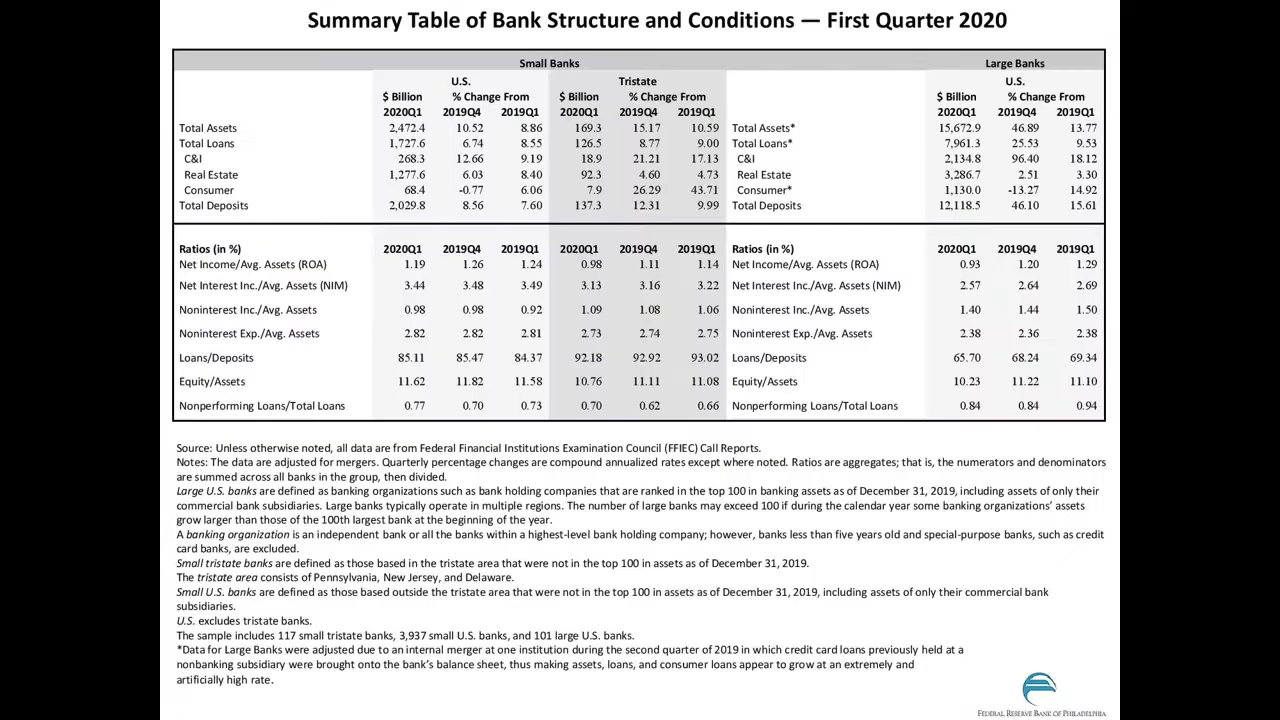 Summary Table of Bank Structure and Conditions — First Quarter 2020
Small Banks Large Banks
U.S. Tristate U.S.
$ Billion % Change From $ Billion % Change From $ Billion % Change From
2020Q1 2019Q4 2019Q1 2020Q1 2019Q4 2019Q1 2020Q1 2019Q4 2019Q1
Total Assets 2,472.4 10.52 8.86 169.3 15.17 10.59 Total Assets* 15,672.9 46.89 13.77
Total Loans 1,727.6 6.74 8.55 126.5 8.77 9.00 Total Loans* 7,961.3 25.53 9.53
C&I 268.3 12.66 9.19 18.9 21.21 17.13 C&I 2,134.8 96.40 18.12
Real Estate 1,277.6 6.03 8.40 92.3 4.60 4.73 Real Estate 3,286.7 2.51 3.30
Consumer 68.4 -0.77 6.06 7.9 26.29 43.71 Consumer* 1,130.0 -13.27 14.92
Total Deposits 2,029.8 8.56 7.60 137.3 12.31 9.99 Total Deposits 12,118.5 46.10 15.61
Ratios (in %) 2020Q1 2019Q4 2019Q1 2020Q1 2019Q4 2019Q1 Ratios (in %) 2020Q1 2019Q4 2019Q1
Net Income/Avg. Assets (ROA) 1.19 1.26 1.24 0.98 1.11 1.14 Net Income/Avg. Assets (ROA) 0.93 1.20 1.29
Net Interest Inc./Avg. Assets (NIM) 3.44 3.48 3.49 3.13 3.16 3.22 Net Interest Inc./Avg. Assets (NIM) 2.57 2.64 2.69
Noninterest Inc./Avg. Assets 0.98 0.98 0.92 1.09 1.08 1.06 Noninterest Inc./Avg. Assets 1.40 1.44 1.50
Noninterest Exp./Avg. Assets 2.82 2.82 2.81 2.73 2.74 2.75 Noninterest Exp./Avg. Assets 2.38 2.36 2.38
Loans/Deposits 85.11 85.47 84.37 92.18 92.92 93.02 Loans/Deposits 65.70 68.24 69.34
Equity/Assets 11.62 11.82 11.58 10.76 11.11 11.08 Equity/Assets 10.23 11.22 11.10
Nonperforming Loans/Total Loans 0.77 0.70 0.73 0.70 0.62 0.66 Nonperforming Loans/Total Loans 0.84 0.84 0.94
Source: Unless otherwise noted, all data are from Federal Financial Institutions Examination Council (FFIEC) Call Reports.
Notes: The data are adjusted for mergers. Quarterly percentage changes are compound annualized rates except where noted. Ratios are aggregates; that is, the numerators and denominators
are summed across all banks in the group, then divided.
Large U.S. banks are defined as banking organizations such as bank holding companies that are ranked in the top 100 in banking assets as of December 31, 2019, including assets of only their
commercial bank subsidiaries. Large banks typically operate in multiple regions. The number of large banks may exceed 100 if during the calendar year some banking organizations' assets
grow larger than those of the 100th largest bank at the beginning of the year.
A banking organization is an independent bank or all the banks within a highest-level bank holding company; however, banks less than five years old and special-purpose banks, such as credit
card banks, are excluded.
Small tristate banks are defined as those based in the tristate area that were not in the top 100 in assets as of December 31, 2019.
The tristate area consists of Pennsylvania, New Jersey, and Delaware.
Small U.S. banks are defined as those based outside the tristate area that were not in the top 100 in assets as of December 31, 2019, including assets of only their commercial bank
subsidiaries.
U.S. excludes tristate banks.
The sample includes 117 small tristate banks, 3,937 small U.S. banks, and 101 large U.S. banks.
*Data for Large Banks were adjusted due to an internal merger at one institution during the second quarter of 2019 in which credit card loans previously held at a
nonbanking subsidiary were brought onto the bank's balance sheet, thus making assets, loans, and consumer loans appear to grow at an extremely and
artificially high rate.
FEDERAL RESERVE BANK OF PHILADELPHIA